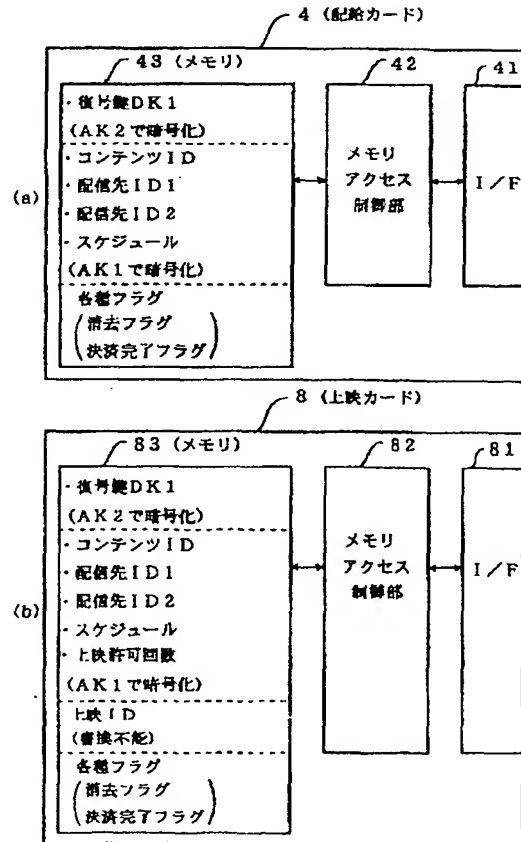 4 (配給カード)
43 (メモリ)
42
41
・復号鍵DK1
(AK2で暗号化)
・コンテンツID
・配信先ID1
・配信先ID2
・スケジュール
(AK1で暗号化)
各種フラグ
(消去フラグ
決済完了フラグ)
メモリ
アクセス
制御部
I/F
(a)
8 (上映カード)
83 (メモリ)
82
81
・復号鍵DK1
(AK2で暗号化)
・コンテンツID
・配信先ID1
・配信先ID2
・スケジュール
・上映許可回数
(AK1で暗号化)
上映ID
(書換不能)
各種フラグ
(消去フラグ
決済完了フラグ)
メモリ
アクセス
制御部
I/F
(b)